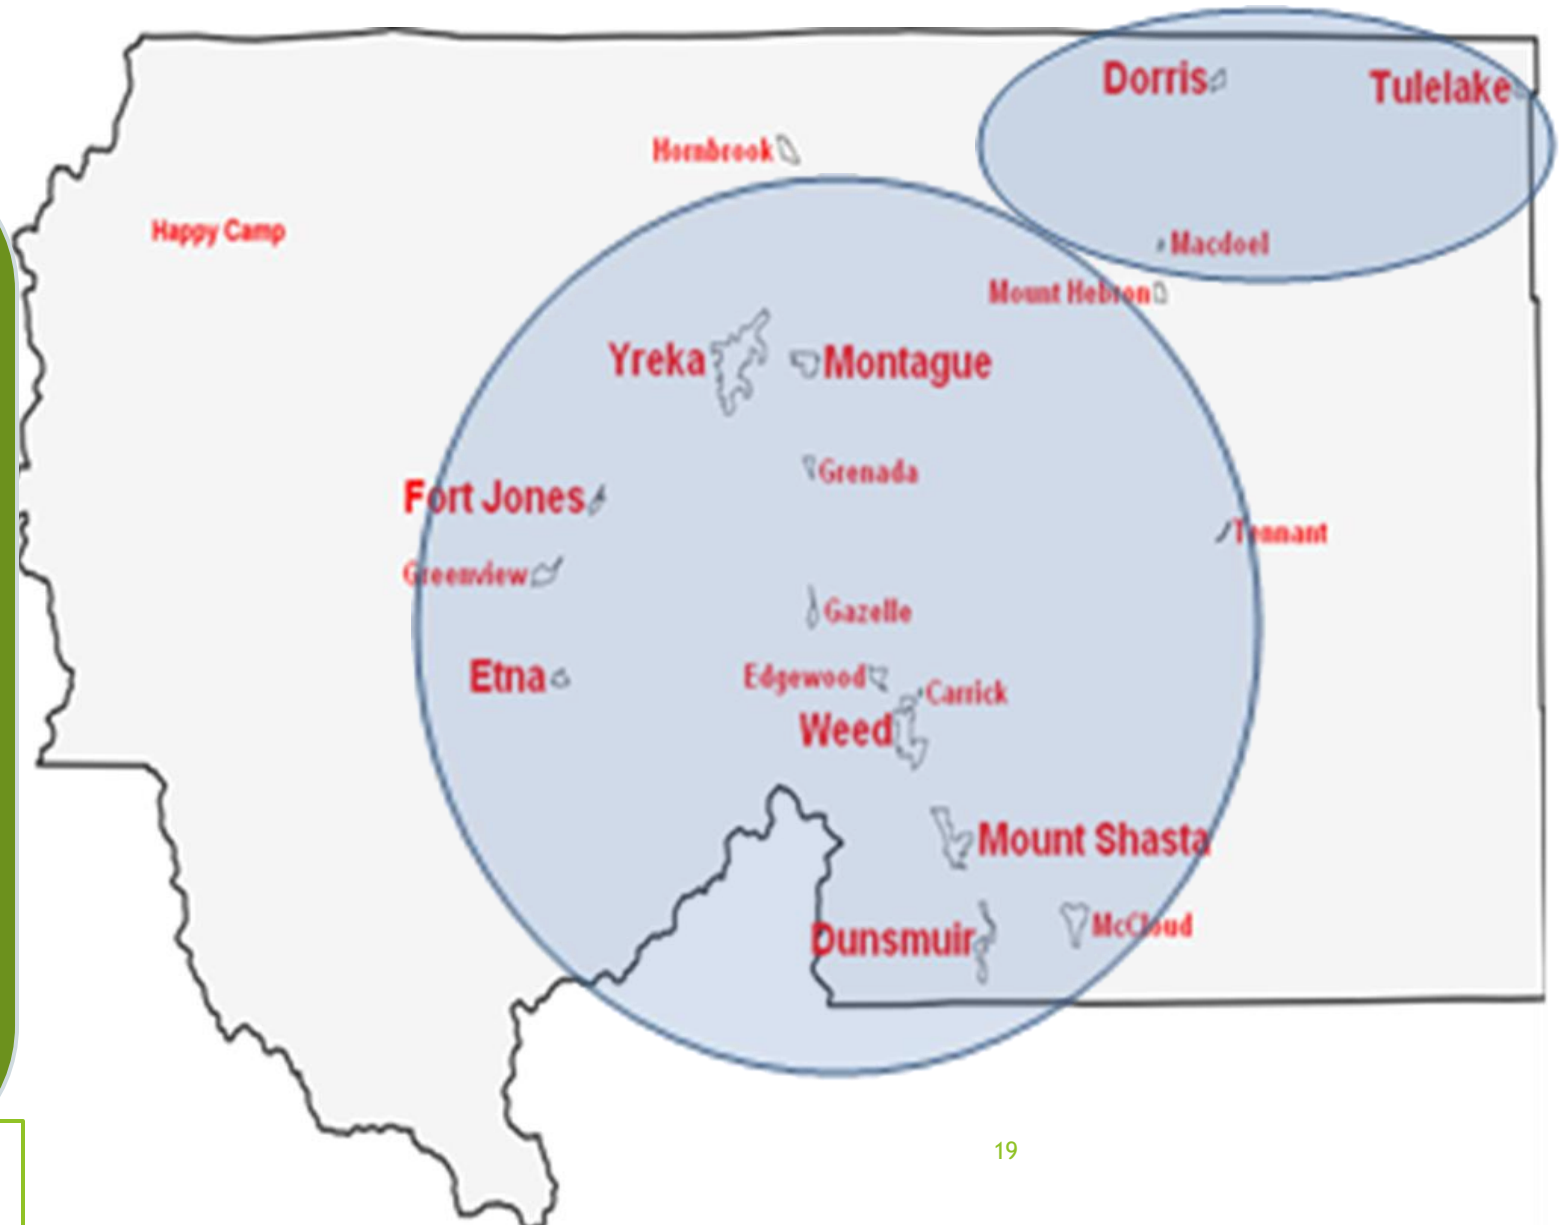 Dorris
Tulelake
Hornbrook
Happy Camp
Macdoel
Mount Hebron
Yreka
Montague
Grenada
Fort Jones
Tennant
Greenview
Gazelle
Etna
Edgewood
Carrick
Weed
Mount Shasta
Dunsmuir
McCloud
19